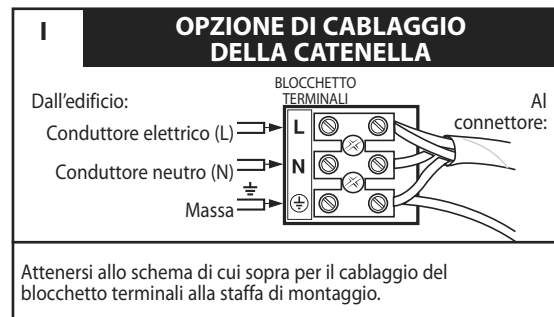 I
OPZIONE DI CABLAGGIO
DELLA CATENELLA
BLOCCHETTO
TERMINALI
Dall'edificio:
Al
connettore:
Conduttore elettrico (L)
L
Conduttore neutro (N)
N
Massa
Attenersi allo schema di cui sopra per il cablaggio del
blocchetto terminali alla staffa di montaggio.